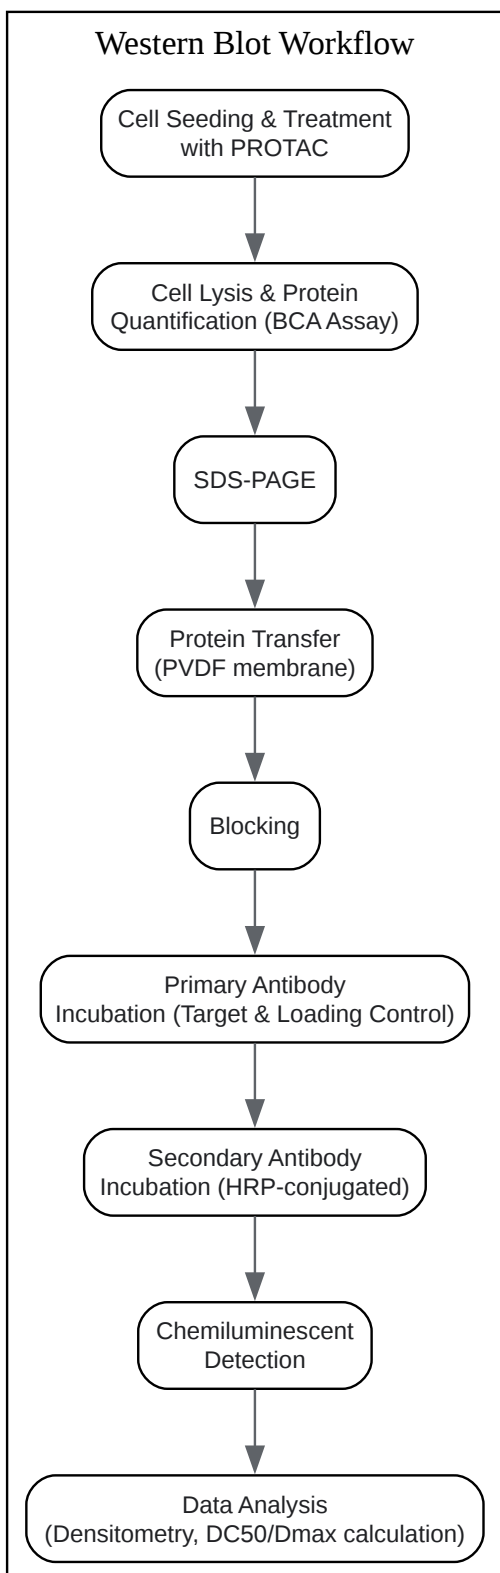 Western Blot Workflow
Cell Seeding & Treatment
with PROTAC
Cell Lysis & Protein
Quantification (BCA Assay)
SDS-PAGE
Protein Transfer
(PVDF membrane)
Blocking
Primary Antibody
Incubation (Target & Loading Control)
Secondary Antibody
Incubation (HRP-conjugated)
Chemiluminescent
Detection
Data Analysis
(Densitometry, DC50/Dmax calculation)